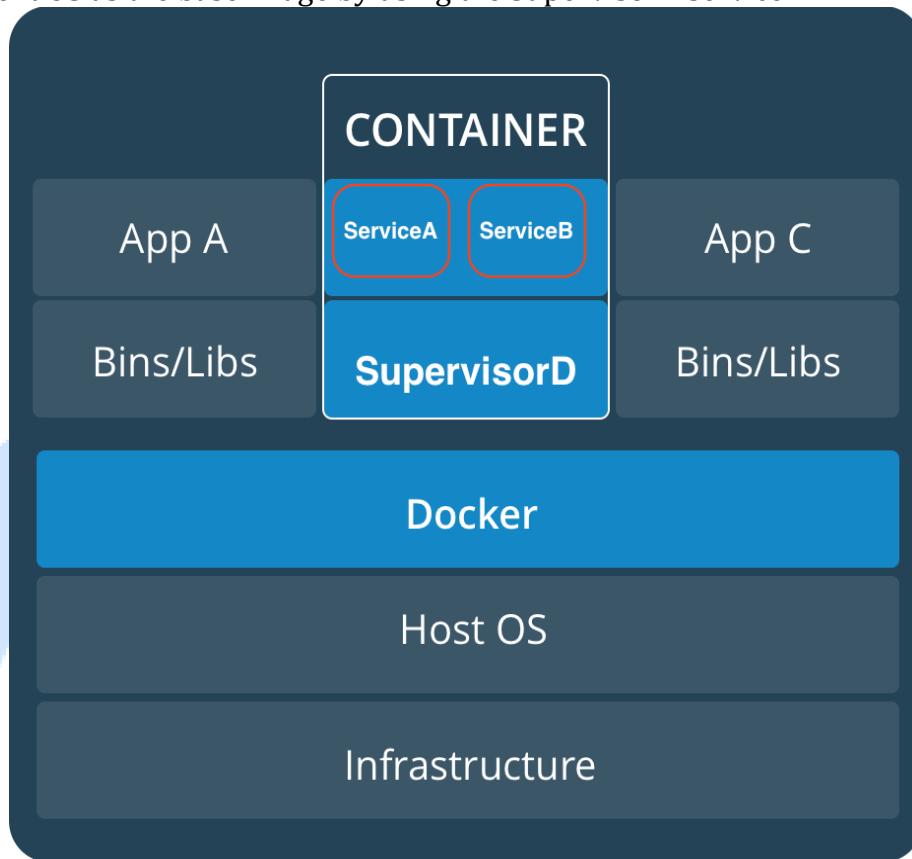 CONTAINER
App A
ServiceA
ServiceB
App C
Bins/Libs
SupervisorD
Bins/Libs
Docker
Host OS
Infrastructure